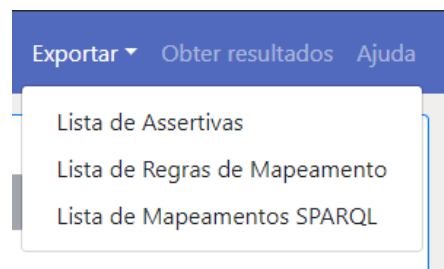 Exportar Obter resultados Ajuda
Lista de Assertivas
Lista de Regras de Mapeamento
Lista de Mapeamentos SPARQL